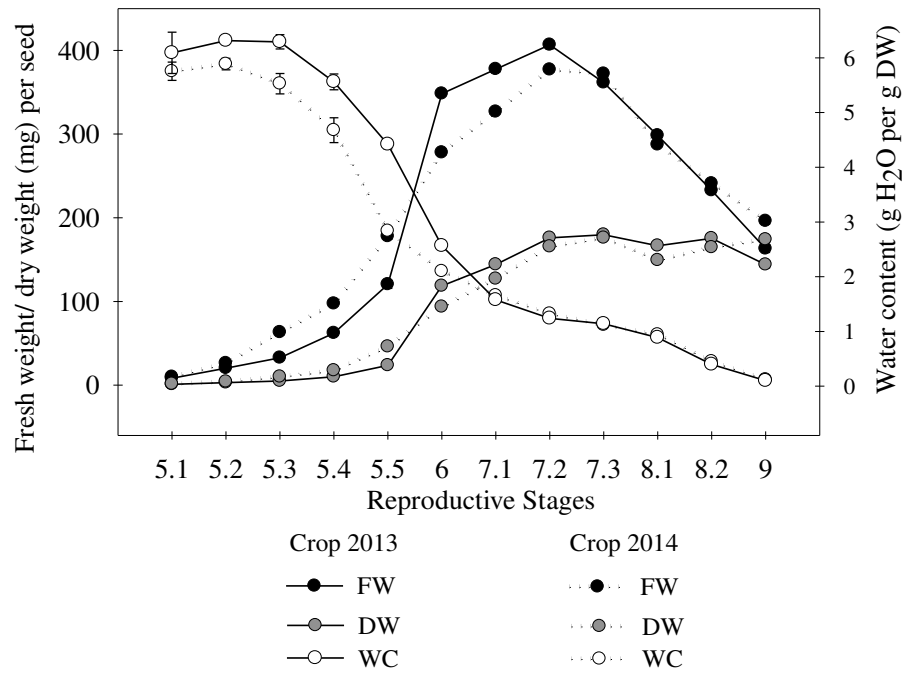 Fresh weight/ dry weight (mg) per seed
400
300
200
100
0
6
5
4
3
2
1
0
Water content (g H2O per g DW)
5.1 5.2 5.3 5.4 5.5 6 7.1 7.2 7.3 8.1 8.2 9
Reproductive Stages
Crop 2013 Crop 2014
FW FW
DW DW
WC WC